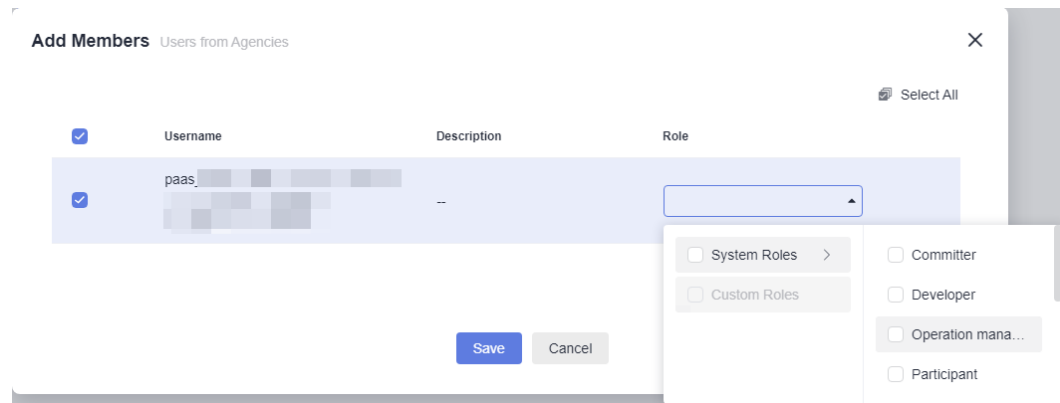 Add Members Users from Agencies
Select All
Username Description Role
paas_
--
System Roles
Custom Roles
Committer
Developer
Operation mana...
Participant
Save Cancel